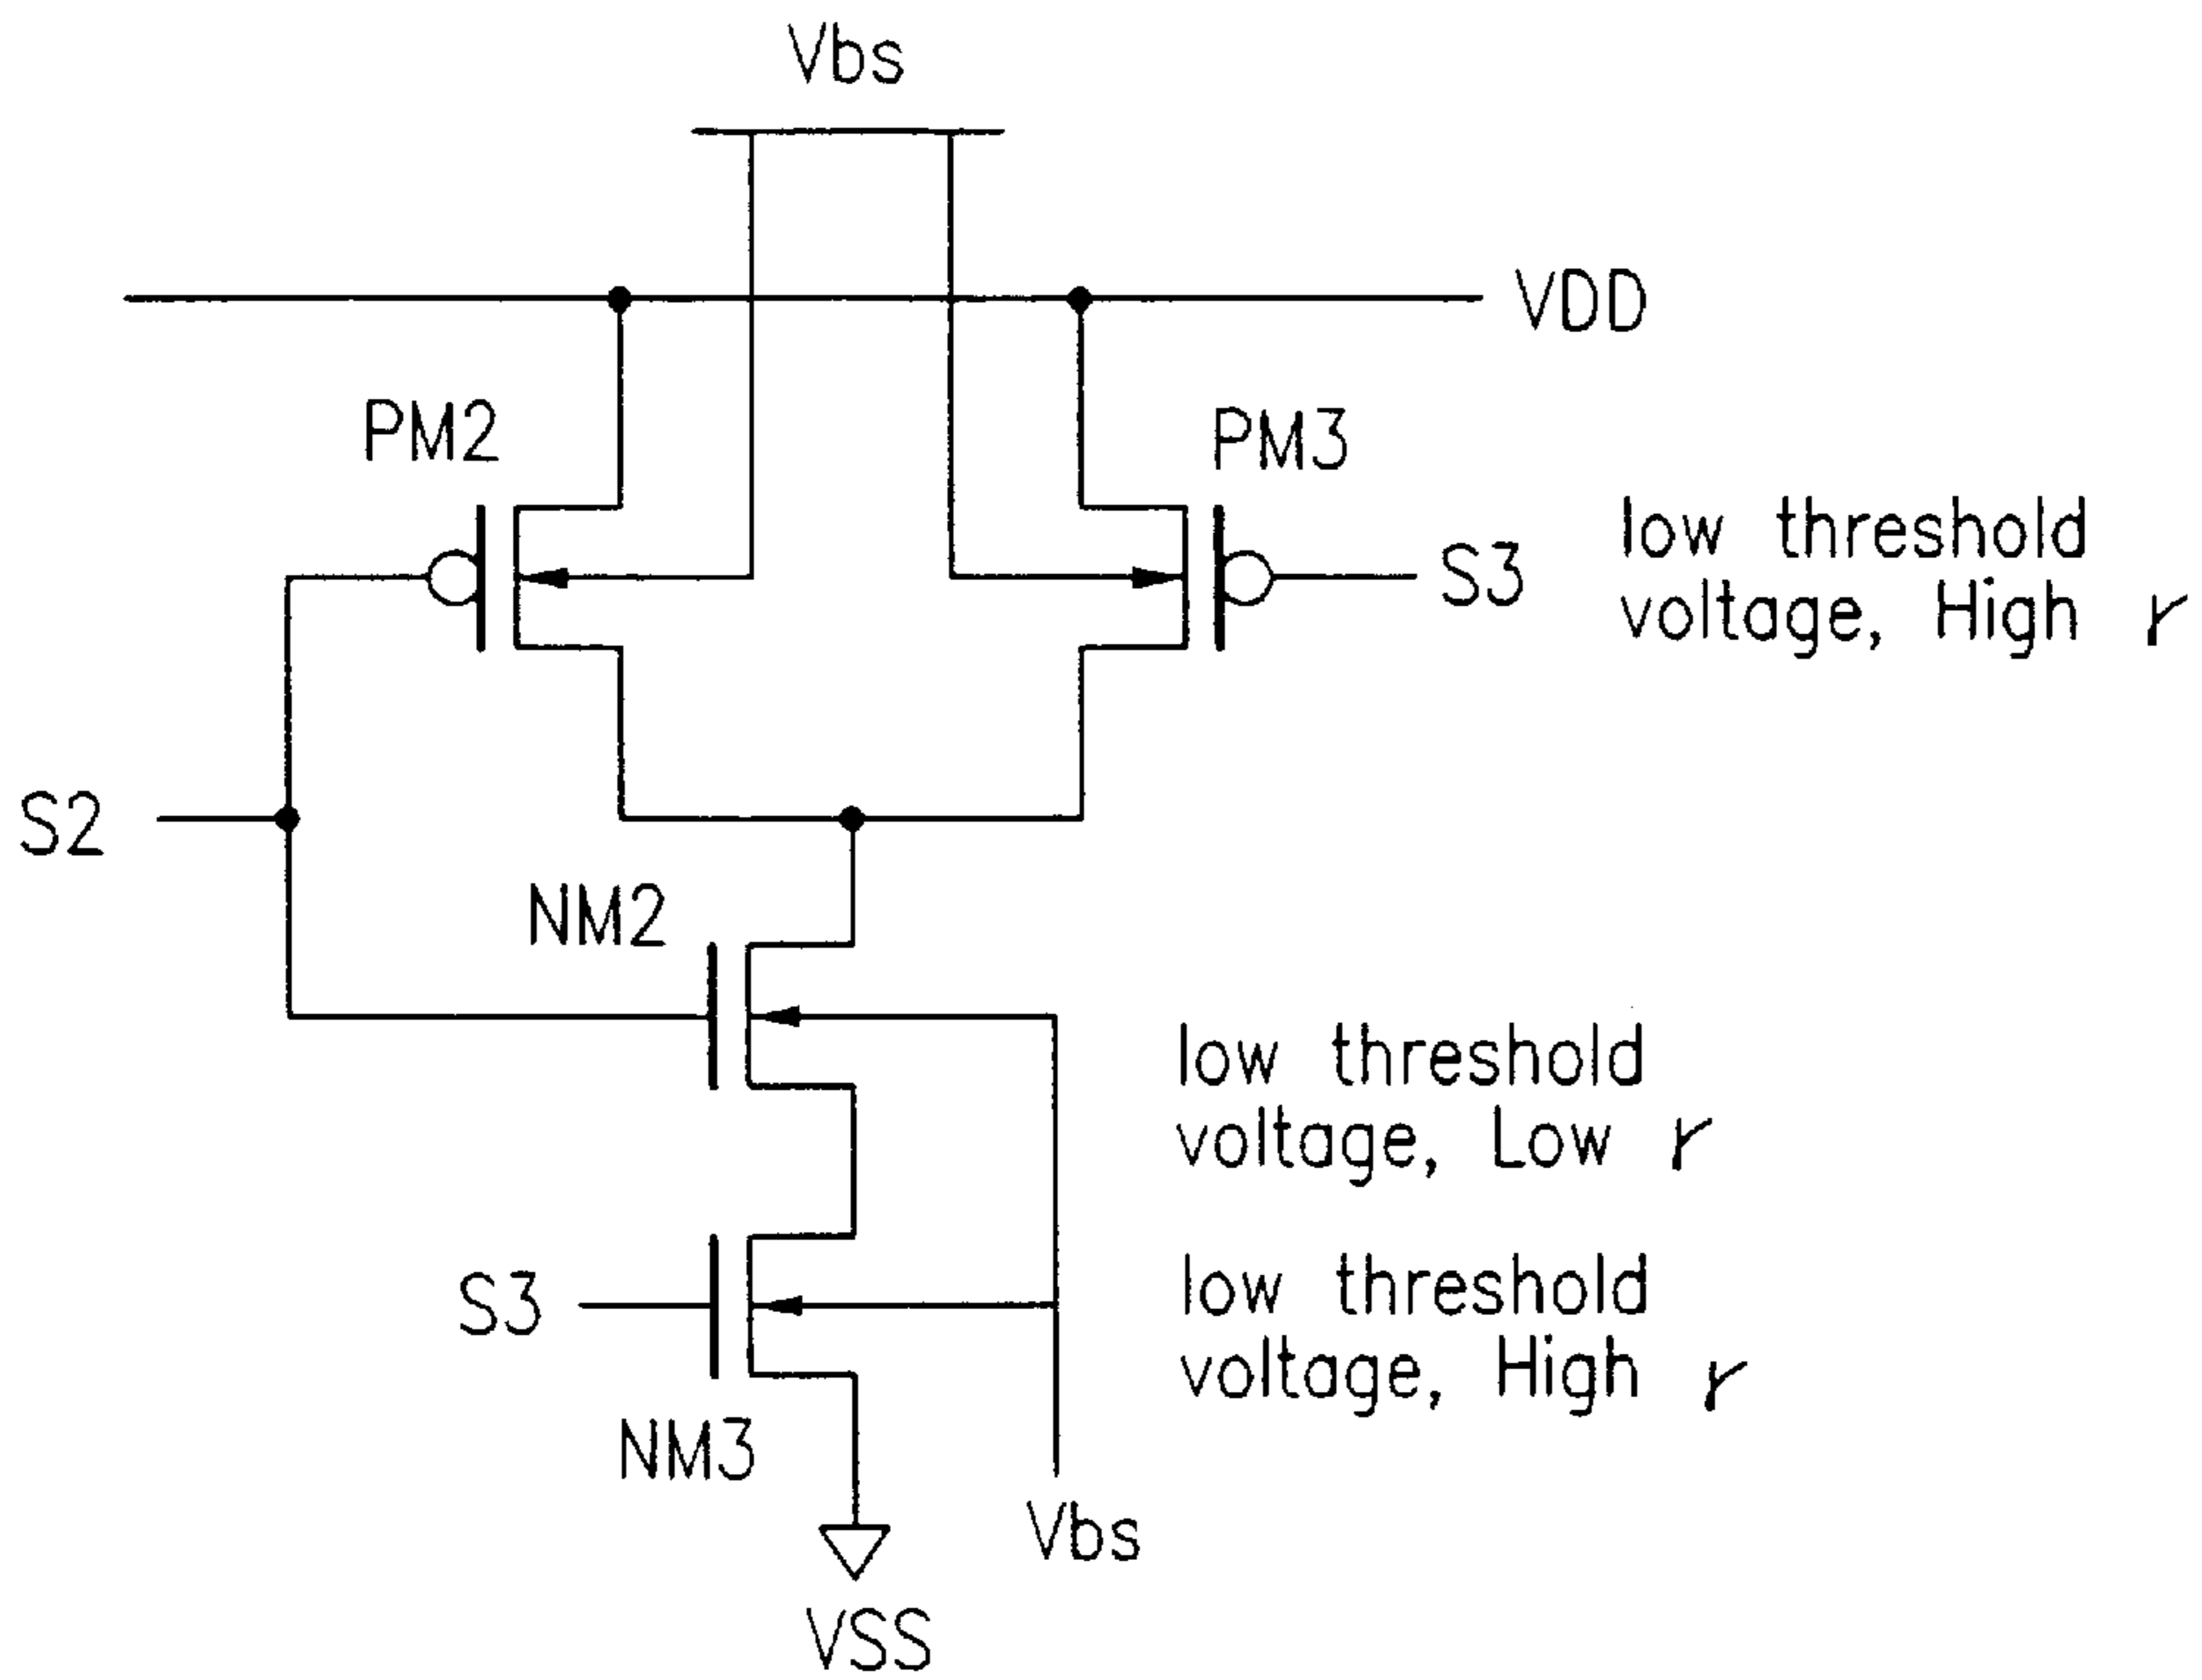 Vbs
VDD
PM2
PM3
S3
low threshold
voltage, High γ
S2
NM2
low threshold
voltage, Low γ
S3
low threshold
voltage, High γ
NM3
Vbs
VSS